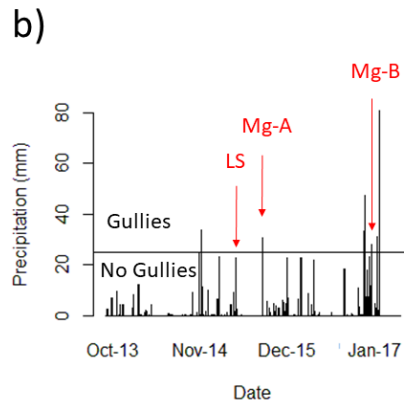 b)
Mg-B
Mg-A
LS
Precipitation (mm)
80
60
40
20
0
Gullies
No Gullies
Oct-13 Nov-14 Dec-15 Jan-17
Date